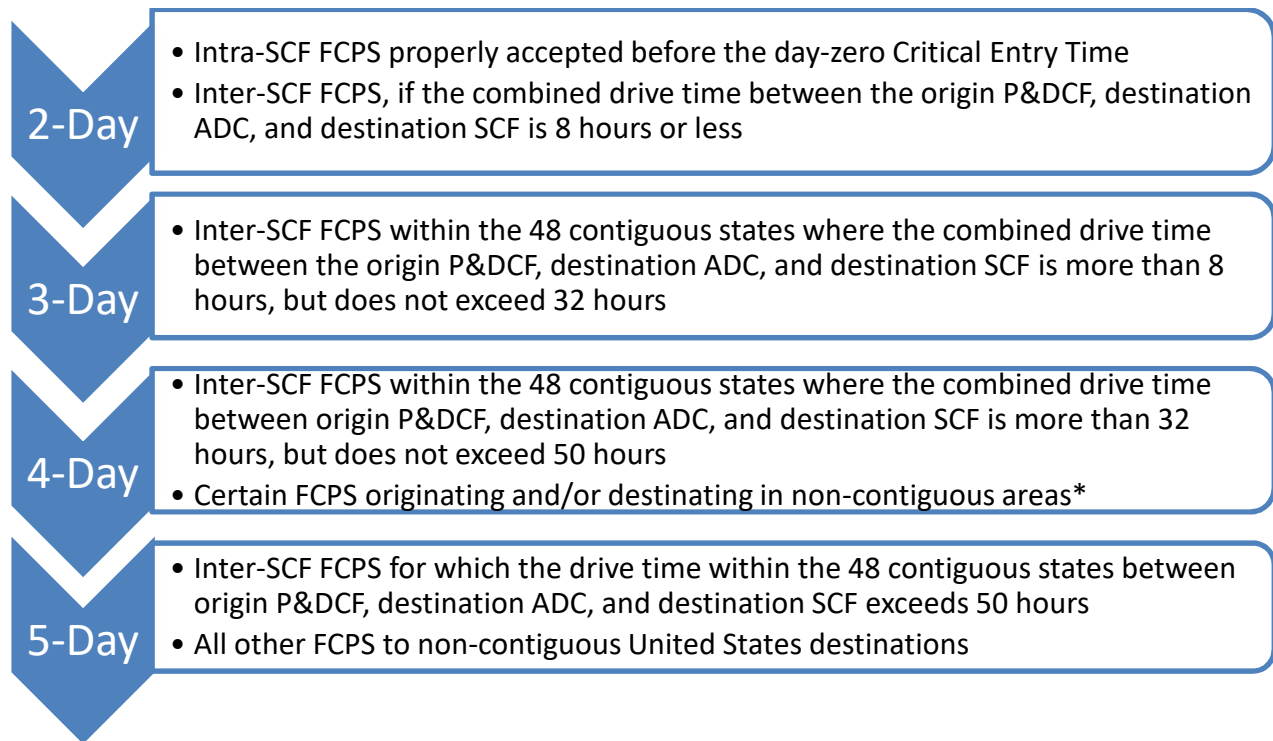 2-Day
• Intra-SCF FCPS properly accepted before the day-zero Critical Entry Time
• Inter-SCF FCPS, if the combined drive time between the origin P&DCF, destination
ADC, and destination SCF is 8 hours or less
3-Day
• Inter-SCF FCPS within the 48 contiguous states where the combined drive time
between the origin P&DCF, destination ADC, and destination SCF is more than 8
hours, but does not exceed 32 hours
4-Day
• Inter-SCF FCPS within the 48 contiguous states where the combined drive time
between origin P&DCF, destination ADC, and destination SCF is more than 32
hours, but does not exceed 50 hours
• Certain FCPS originating and/or destinating in non-contiguous areas*
5-Day
• Inter-SCF FCPS for which the drive time within the 48 contiguous states between
origin P&DCF, destination ADC, and destination SCF exceeds 50 hours
• All other FCPS to non-contiguous United States destinations